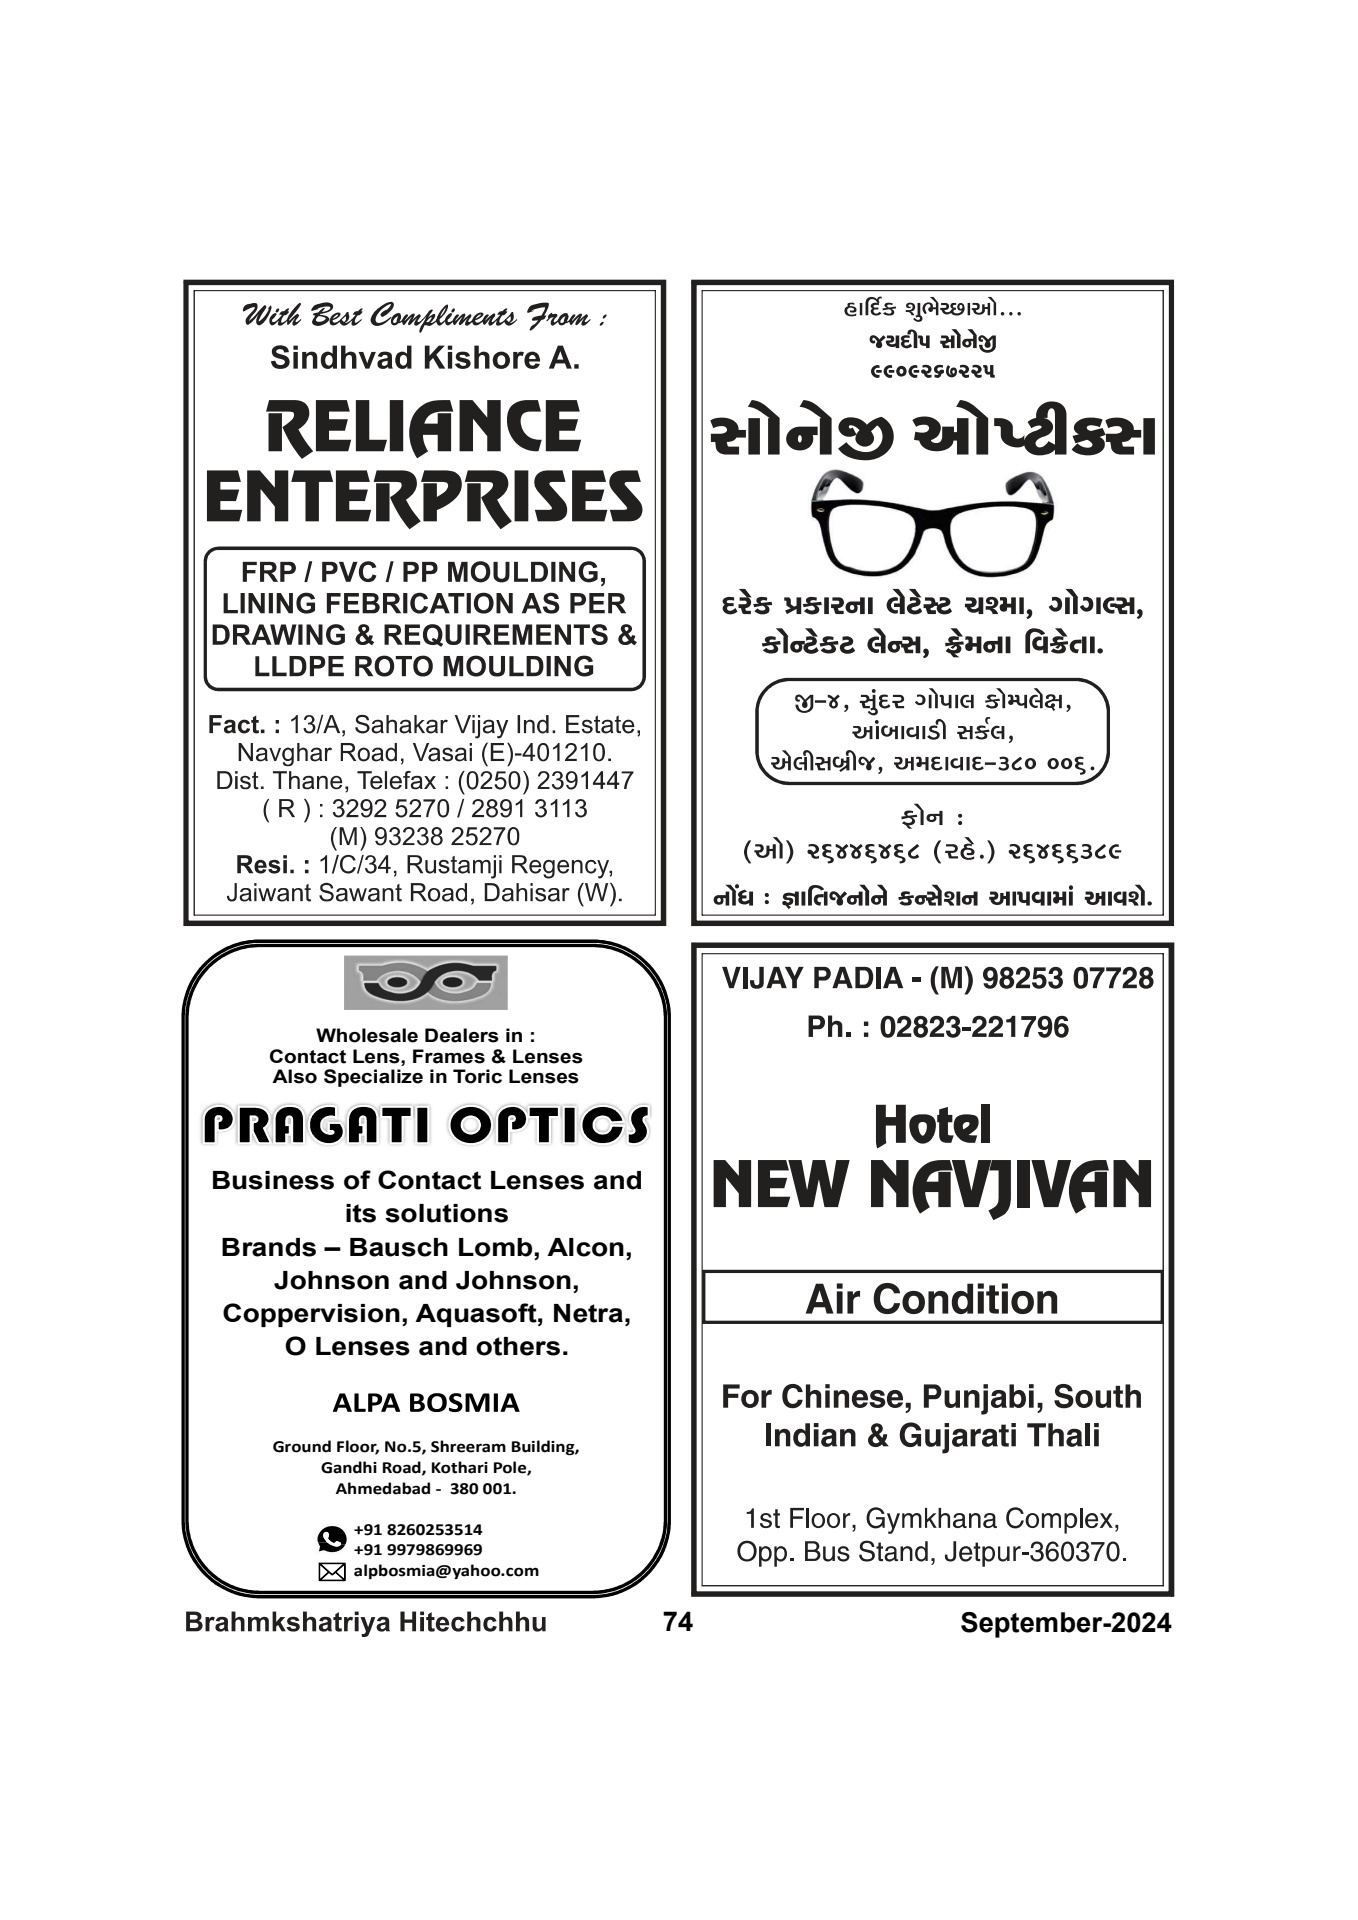 With Best Compliments From :
Sindhvad Kishore A.
RELIANCE
ENTERPRISES
FRP / PVC / PP MOULDING,
LINING FEBRICATION AS PER
DRAWING & REQUIREMENTS &
LLDPE ROTO MOULDING
Fact. : 13/A, Sahakar Vijay Ind. Estate,
Navghar Road, Vasai (E)-401210.
Dist. Thane, Telefax : (0250) 2391447
( R ) : 3292 5270 / 2891 3113
(M) 93238 25270
Resi. : 1/C/34, Rustamji Regency,
Jaiwant Sawant Road, Dahisar (W).
હાર્દિક શુભેચ્છાઓ...
જયદીપ સોનેજી
૯૯૦૯૨૬૭૨૨૫
સોનેજી ઓપ્ટીકસ
દરેક પ્રકારના લેટેસ્ટ ચશ્મા, ગોગલ્સ,
કોન્ટેકટ લેન્સ, ફ્રેમના વિક્રેતા.
જી-૪, સુંદર ગોપાલ કોમ્પલેક્ષ,
આંબાવાડી સર્કલ,
એલીસબ્રીજ, અમદાવાદ-૩૮૦ ૦૦૬.
ફોન :
(ઓ) ૨૬૪૪૬૪૬૮ (રહે.) ૨૬૪૬૬૩૮૯
નોંધ : જ્ઞાતિજનોને કન્સેશન આપવામાં આવશે.
Wholesale Dealers in :
Contact Lens, Frames & Lenses
Also Specialize in Toric Lenses
PRAGATI OPTICS
Business of Contact Lenses and
its solutions
Brands – Bausch Lomb, Alcon,
Johnson and Johnson,
Coppervision, Aquasoft, Netra,
O Lenses and others.
ALPA BOSMIA
Ground Floor, No.5, Shreeram Building,
Gandhi Road, Kothari Pole,
Ahmedabad - 380 001.
+91 8260253514
+91 9979869969
alpbosmia@yahoo.com
VIJAY PADIA - (M) 98253 07728
Ph. : 02823-221796
Hotel
NEW NAVJIVAN
Air Condition
For Chinese, Punjabi, South
Indian & Gujarati Thali
1st Floor, Gymkhana Complex,
Opp. Bus Stand, Jetpur-360370.
Brahmkshatriya Hitechchhu 74 September-2024